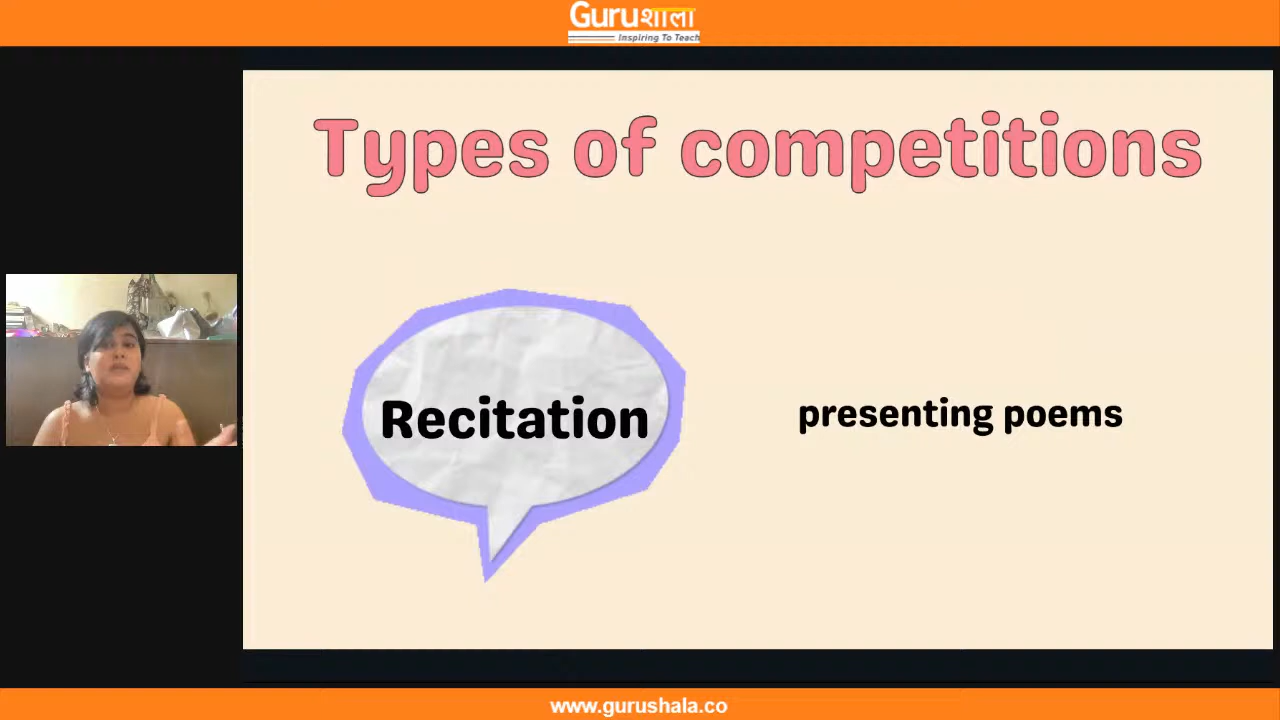 Guruशाला
Inspiring To Teach
Types of competitions
Recitation
presenting poems
www.gurushala.co